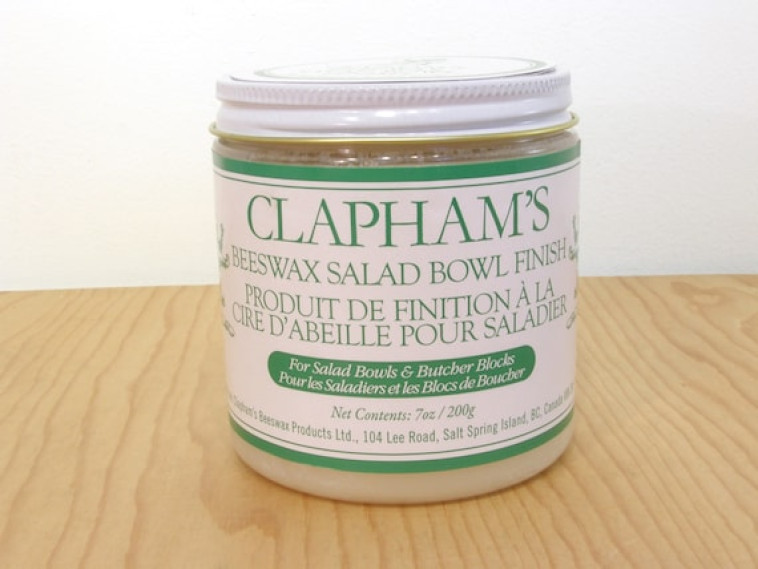 CLAPHAM'S
BEESWAX SALAD BOWL FINISH
PRODUIT DE FINITION À LA
CIRE D'ABEILLE POUR SALADIER
For Salad Bowls & Butcher Blocks
Pour les Saladiers et les Blocs de Boucher
Net Contents: 7oz / 200g
Clapham's Beeswax Products Ltd., 104 Lee Road, Salt Spring Island, BC, Canada